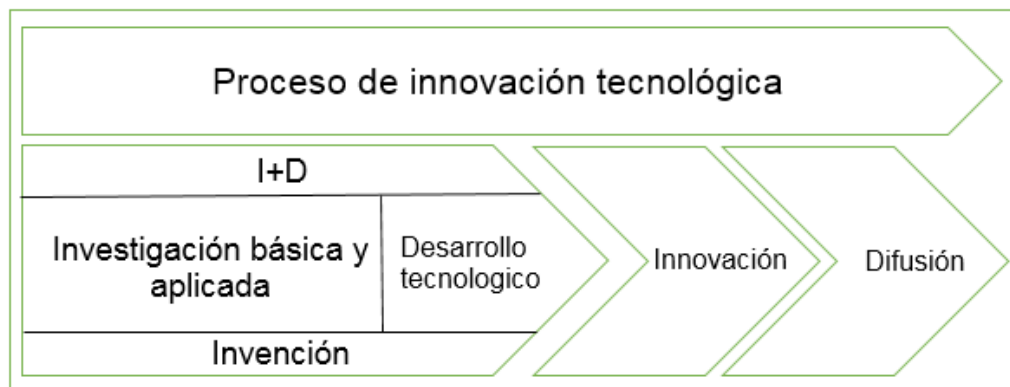 Proceso de innovación tecnológica
I+D
Investigación básica y
aplicada
Desarrollo
tecnologico
Invención
Innovación
Difusión